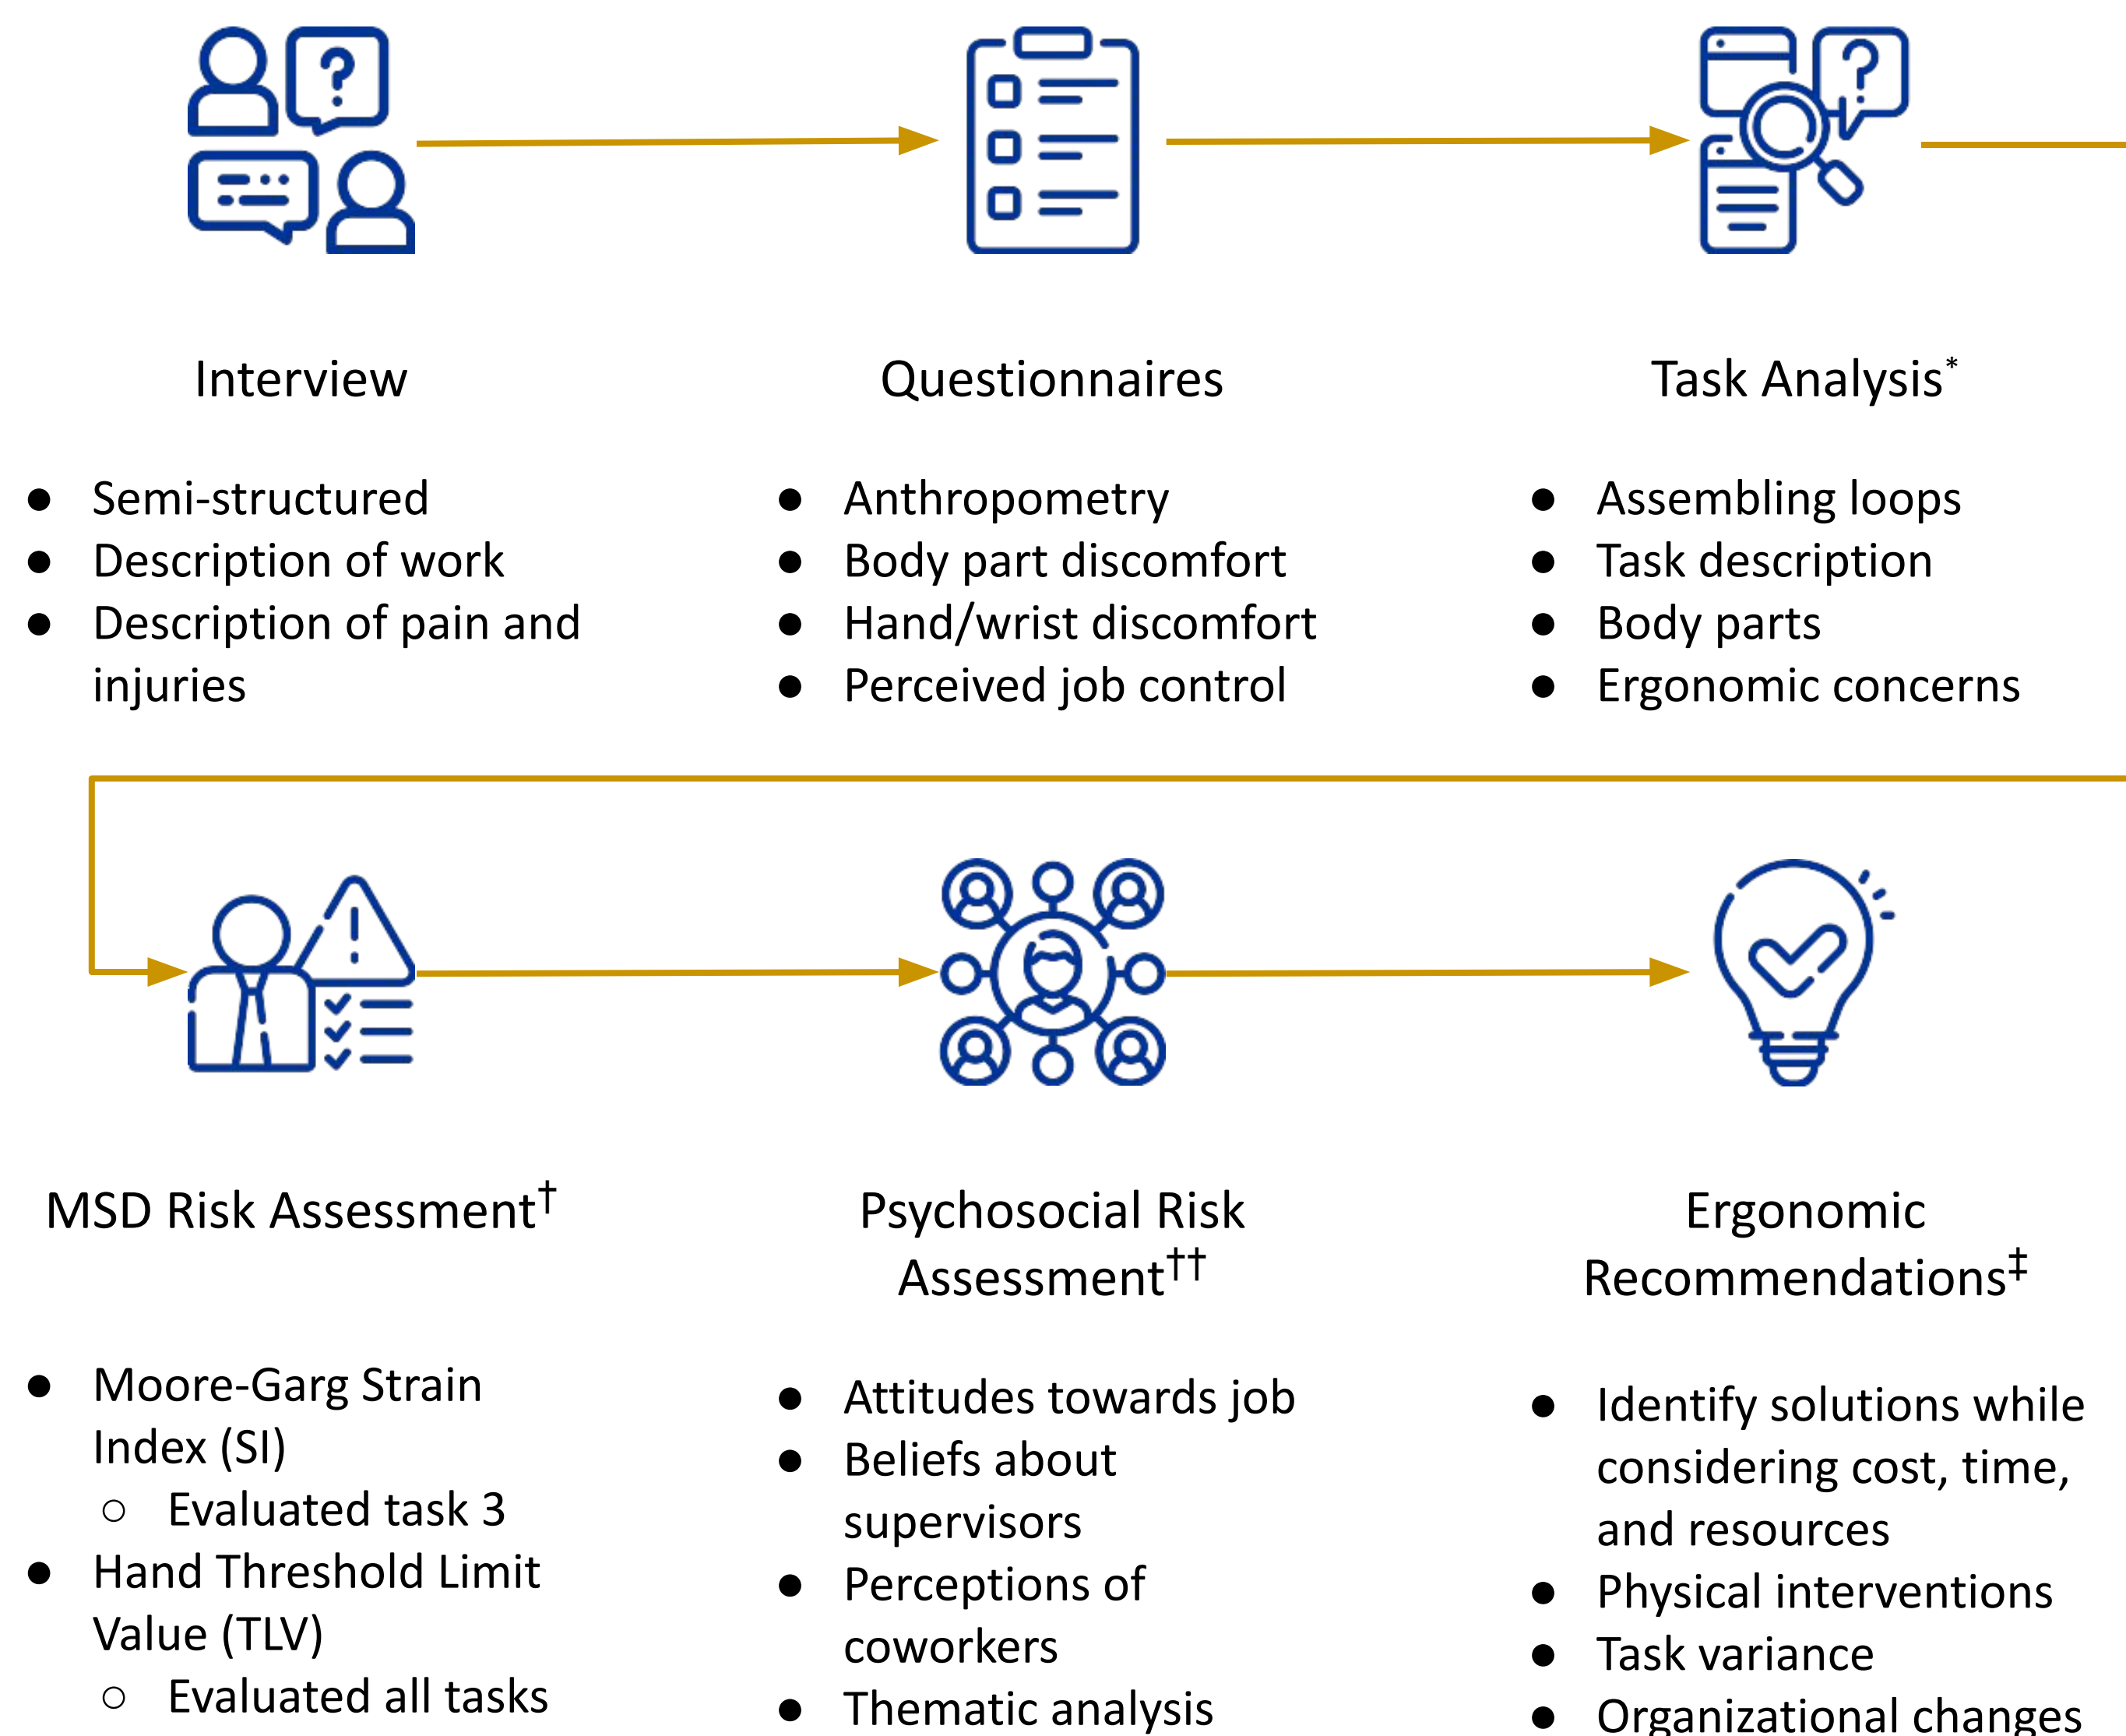 Interview
Questionnaires
Task Analysis*
● Semi-structured
● Description of work
● Description of pain and
injuries
● Anthropometry
● Body part discomfort
● Hand/wrist discomfort
● Perceived job control
● Assembling loops
● Task description
● Body parts
● Ergonomic concerns
MSD Risk Assessment†
Psychosocial Risk
Assessment††
Ergonomic
Recommendations‡
● Moore-Garg Strain
Index (SI)
○ Evaluated task 3
● Hand Threshold Limit
Value (TLV)
○ Evaluated all tasks
● Attitudes towards job
● Beliefs about
supervisors
● Perceptions of
coworkers
● Thematic analysis
● Identify solutions while
considering cost, time,
and resources
● Physical interventions
● Task variance
● Organizational changes